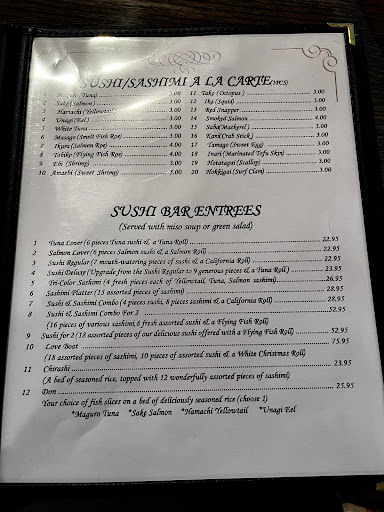 SUSHI/SASHIMI A LA CARTE(1PCS)
1 Maguro (Tuna) 3.00
2 Sake (Salmon) 3.00
3 Hamachi (Yellowtail) 3.00
4 Unagi (Eel) 3.00
5 White Tuna 3.00
6 Masago (Smelt Fish Roe) 3.00
7 Ikura (Salmon Roe) 4.00
8 Tobiko (Flying Fish Roe) 3.00
9 Ebi (Shrimp) 3.00
10 Amaebi (Sweet Shrimp) 5.00
11 Tako (Octopus) 3.00
12 Ika (Squid) 3.00
13 Red Snapper 3.00
14 Smoked Salmon 3.00
15 Saba(Mackerel) 3.00
16 Kani(Crab Stick) 3.00
17 Tamago (Sweet Egg) 3.00
18 Inari (Marinated Tofu Skin) 3.00
19 Hotategai (Scallop) 3.00
20 Hokkigai (Surf Clam) 3.00
SUSHI BAR ENTREES
(Served with miso soup or green salad)
1 Tuna Lover (6 pieces Tuna sushi & a Tuna Roll) 22.95
2 Salmon Lover (6 pieces Salmon sushi & a Salmon Roll) 22.95
3 Sushi Regular (7 mouth-watering pieces of sushi & a California Roll) 22.95
4 Sushi Deluxe (Upgrade from the Sushi Regular to 9 generous pieces & a Tuna Roll) 23.95
5 Tri-Color Sashimi (4 fresh pieces each of Yellowtail, Tuna, Salmon sashimi) 26.95
6 Sashimi Platter (15 assorted pieces of sashimi) 28.95
7 Sushi & Sashimi Combo (4 pieces sushi, 8 pieces sashimi & a California Roll) 28.95
8 Sushi & Sashimi Combo For 2 52.95
(16 pieces of various sashimi, 8 fresh assorted sushi & a Flying Fish Roll)
9 Sushi for 2 (18 assorted pieces of our delicious sushi offered with a Flying Fish Roll) 52.95
10 Love Boat 75.95
(18 assorted pieces of sashimi, 10 pieces of assorted sushi & a White Christmas Roll)
11 Chirashi 23.95
(A bed of seasoned rice, topped with 12 wonderfully assorted pieces of sashimi)
12 Don 25.95
Your choice of fish slices on a bed of deliciously seasoned rice (choose 1)
*Maguro Tuna *Sake Salmon *Hamachi Yellowtail *Unagi Eel